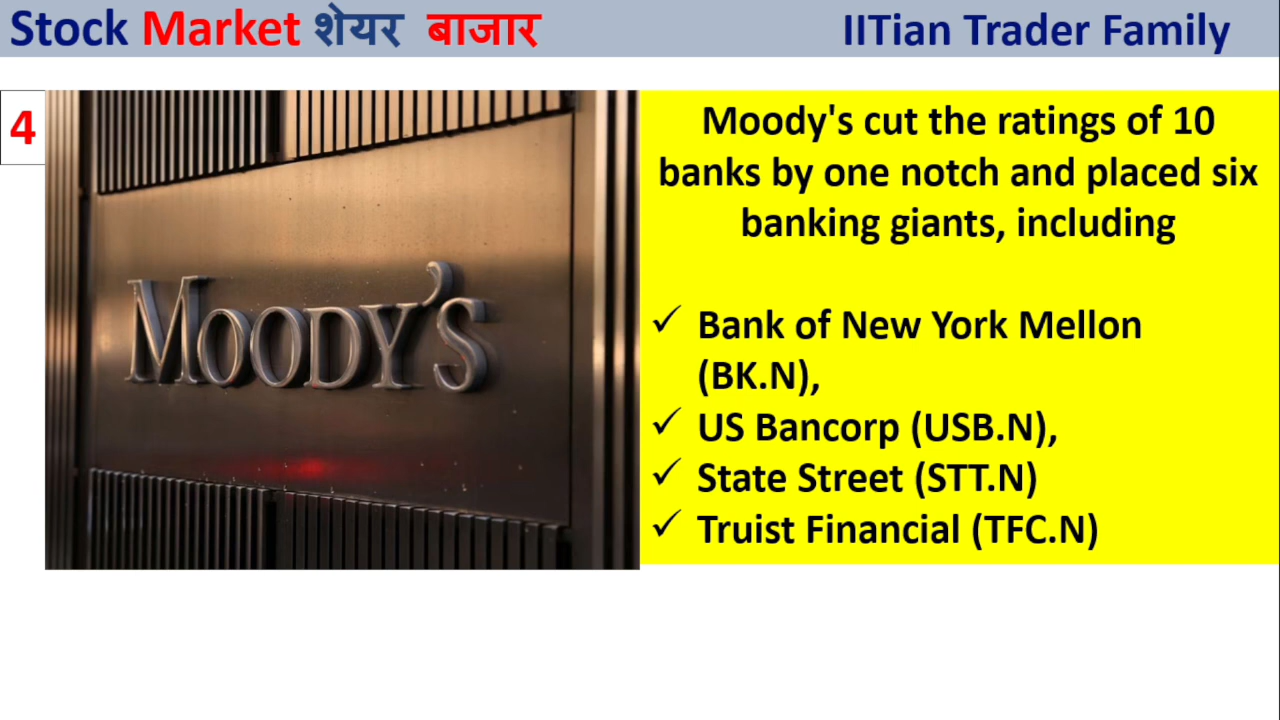 Stock Market शेयर बाजार
IITian Trader Family
4
MOODY'S
Moody's cut the ratings of 10
banks by one notch and placed six
banking giants, including
✓ Bank of New York Mellon
(BK.N),
✓ US Bancorp (USB.N),
✓ State Street (STT.N)
✓ Truist Financial (TFC.N)